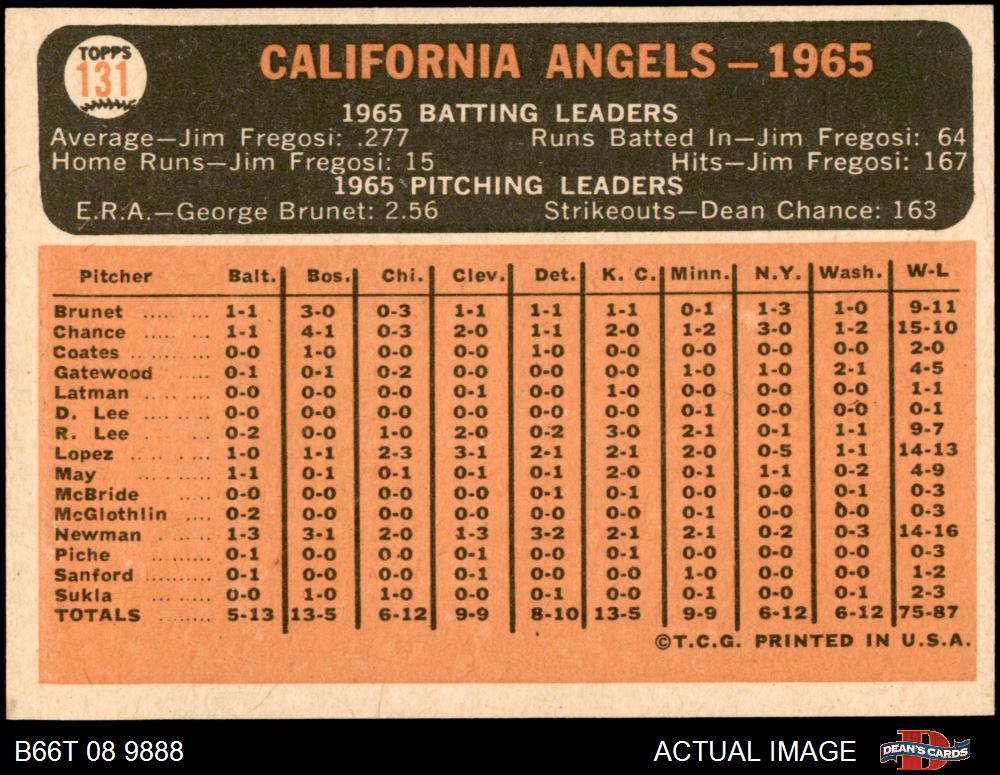 TOPPS
131
CALIFORNIA ANGELS — 1965
1965 BATTING LEADERS
Average—Jim Fregosi: .277 Runs Batted In—Jim Fregosi: 64
Home Runs—Jim Fregosi: 15 Hits—Jim Fregosi: 167
1965 PITCHING LEADERS
E.R.A.—George Brunet: 2.56 Strikeouts—Dean Chance: 163
Pitcher Balt. Bos. Chi. Clev. Det. K. C. Minn. N.Y. Wash. W-L
Brunet ..... ... 1-1 3-0 0-3 1-1 1-1 1-1 0-1 1-3 1-0 9-11
Chance ..... ... 1-1 4-1 0-3 2-0 1-1 2-0 1-2 3-0 1-2 15-10
Coates .. ..... ... 0-0 1-0 0-0 0-0 1-0 0-0 0-0 0-0 0-0 2-0
Gatewood ..... 0-1 0-1 0-2 0-0 0-0 0-0 1-0 1-0 2-1 4-5
Latman ..... ... 0-0 0-0 0-0 0-1 0-0 1-0 0-0 0-0 0-0 1-1
D. Lee ..... ... 0-0 0-0 0-0 0-0 0-0 0-0 0-1 0-0 0-0 0-1
R. Lee ..... ... 0-2 0-0 1-0 2-0 0-2 3-0 2-1 0-1 1-1 9-7
Lopez ..... ..... 1-0 1-1 2-3 3-1 2-1 2-1 2-0 0-5 1-1 14-13
May ......... 1-1 0-1 0-1 0-1 0-1 2-0 0-1 1-1 0-2 4-9
McBride ........ 0-0 0-0 0-0 0-0 0-1 0-1 0-0 0-0 0-1 0-3
McGlothlin .... 0-2 0-0 0-0 0-0 0-0 0-0 0-1 0-0 0-0 0-3
Newman ........ 1-3 3-1 2-0 1-3 3-2 2-1 2-1 0-2 0-3 14-16
Piche ......... 0-1 0-0 0-0 0-1 0-0 0-1 0-0 0-0 0-0 0-3
Sanford ......... 0-1 0-0 0-0 0-1 0-0 0-0 1-0 0-0 0-0 1-2
Sukla ......... 0-0 1-0 1-0 0-0 0-1 0-0 0-1 0-0 0-1 2-3
TOTALS ........ 5-13 13-5 6-12 9-9 8-10 13-5 9-9 6-12 6-12 75-87
©T.C.G. PRINTED IN U.S.A.
B66T 08 9888 ACTUAL IMAGE DEAN'S CARDS